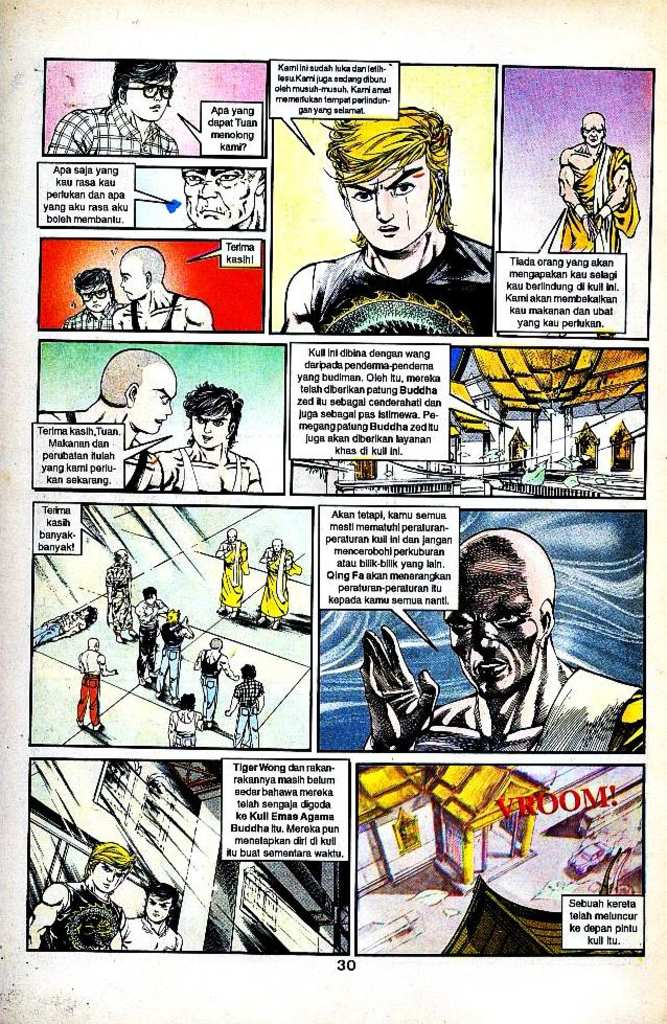 Apa yang
dapat Tuan
menolong
kami?
Apa saja yang
kau rasa kau
perlukan dan apa
yang aku rasa aku
boleh membantu.
Terima
kasih!
Kami ini sudah luka dan letih-
lesu. Kami juga sedang diburu
oleh musuh-musuh. Kami amat
memerlukan tempat perlindun-
gan yang selamat.
Tiada orang yang akan
mengapakan kau selagi
kau berlindung di kuil ini.
Kami akan membekalkan
kau makanan dan ubat
yang kau perlukan.
Terima kasih, Tuan.
Makanan dan
perubatan itulah
yang kami perlu-
kan sekarang.
Kuil ini dibina dengan wang
daripada penderma-penderma
yang budiman. Oleh itu, mereka
telah diberikan patung Buddha
zed itu sebagai cenderahati dan
juga sebagai pas istimewa. Pe-
megang patung Buddha zed itu
juga akan diberikan layanan
khas di kuil ini.
Terima
kasih
banyak-
banyak!
Akan tetapi, kamu semua
mesti mematuhi peraturan-
peraturan kuil ini dan jangan
mencerobohi perkuburan
atau bilik-bilik yang lain.
Qing Fa akan menerangkan
peraturan-peraturan itu
kepada kamu semua nanti.
Tiger Wong dan rakan-
rakannya masih belum
sedar bahawa mereka
telah sengaja digoda
ke Kuil Emas Agama
Buddha itu. Mereka pun
menetapkan diri di kuil
itu buat sementara waktu.
VROOM!
Sebuah kereta
telah meluncur
ke depan pintu
kuil itu.
30